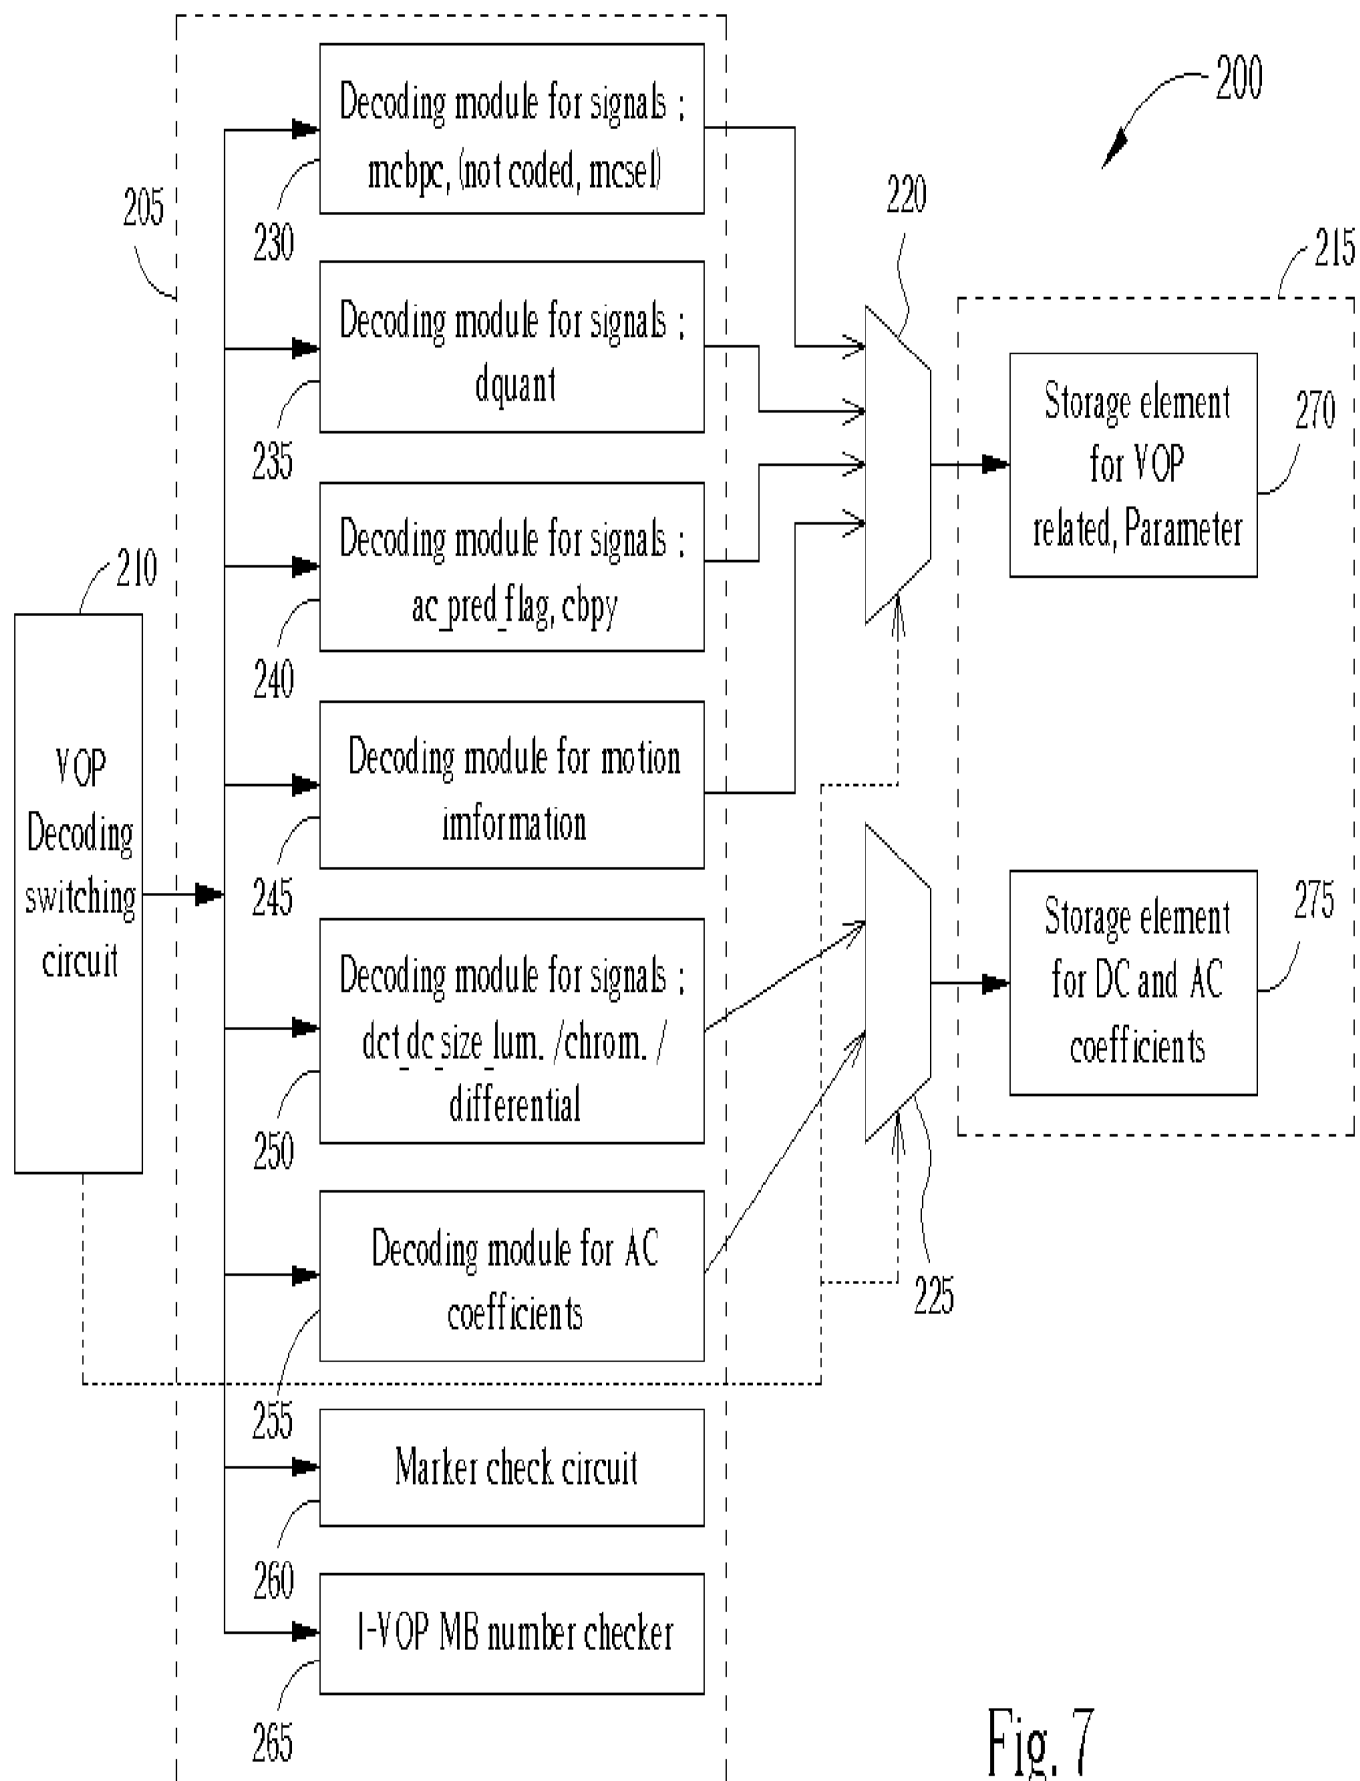 200
205
Decoding module for signals :
mcbpc, (not coded, mcsel)
230
220
215
Decoding module for signals :
dquant
235
Storage element
for VOP
related, Parameter
270
Decoding module for signals :
ac_pred_flag, cbpy
240
210
VOP
Decoding
switching
circuit
Decoding module for motion
imformation
245
Decoding module for signals :
dct_dc_size_lum. /chrom. /
differential
250
Storage element
for DC and AC
coefficients
275
225
Decoding module for AC
coefficients
255
Marker check circuit
260
I-VOP MB number checker
265
Fig. 7